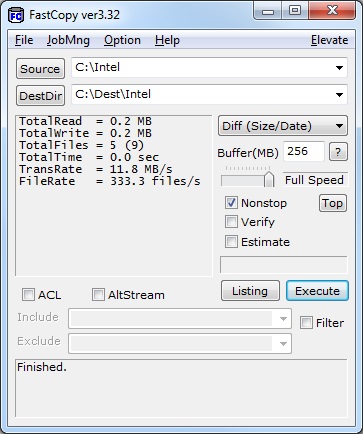 FastCopy ver3.32
File JobMng Option Help Elevate
Source C:\Intel
DestDir C:\Dest\Intel
TotalRead = 0.2 MB
TotalWrite = 0.2 MB
TotalFiles = 5 (9)
TotalTime = 0.0 sec
TransRate = 11.8 MB/s
FileRate = 333.3 files/s
Diff (Size/Date)
Buffer(MB) 256 ?
Full Speed
Nonstop Top
Verify
Estimate
Listing Execute
ACL AltStream
Include
Filter
Exclude
Finished.